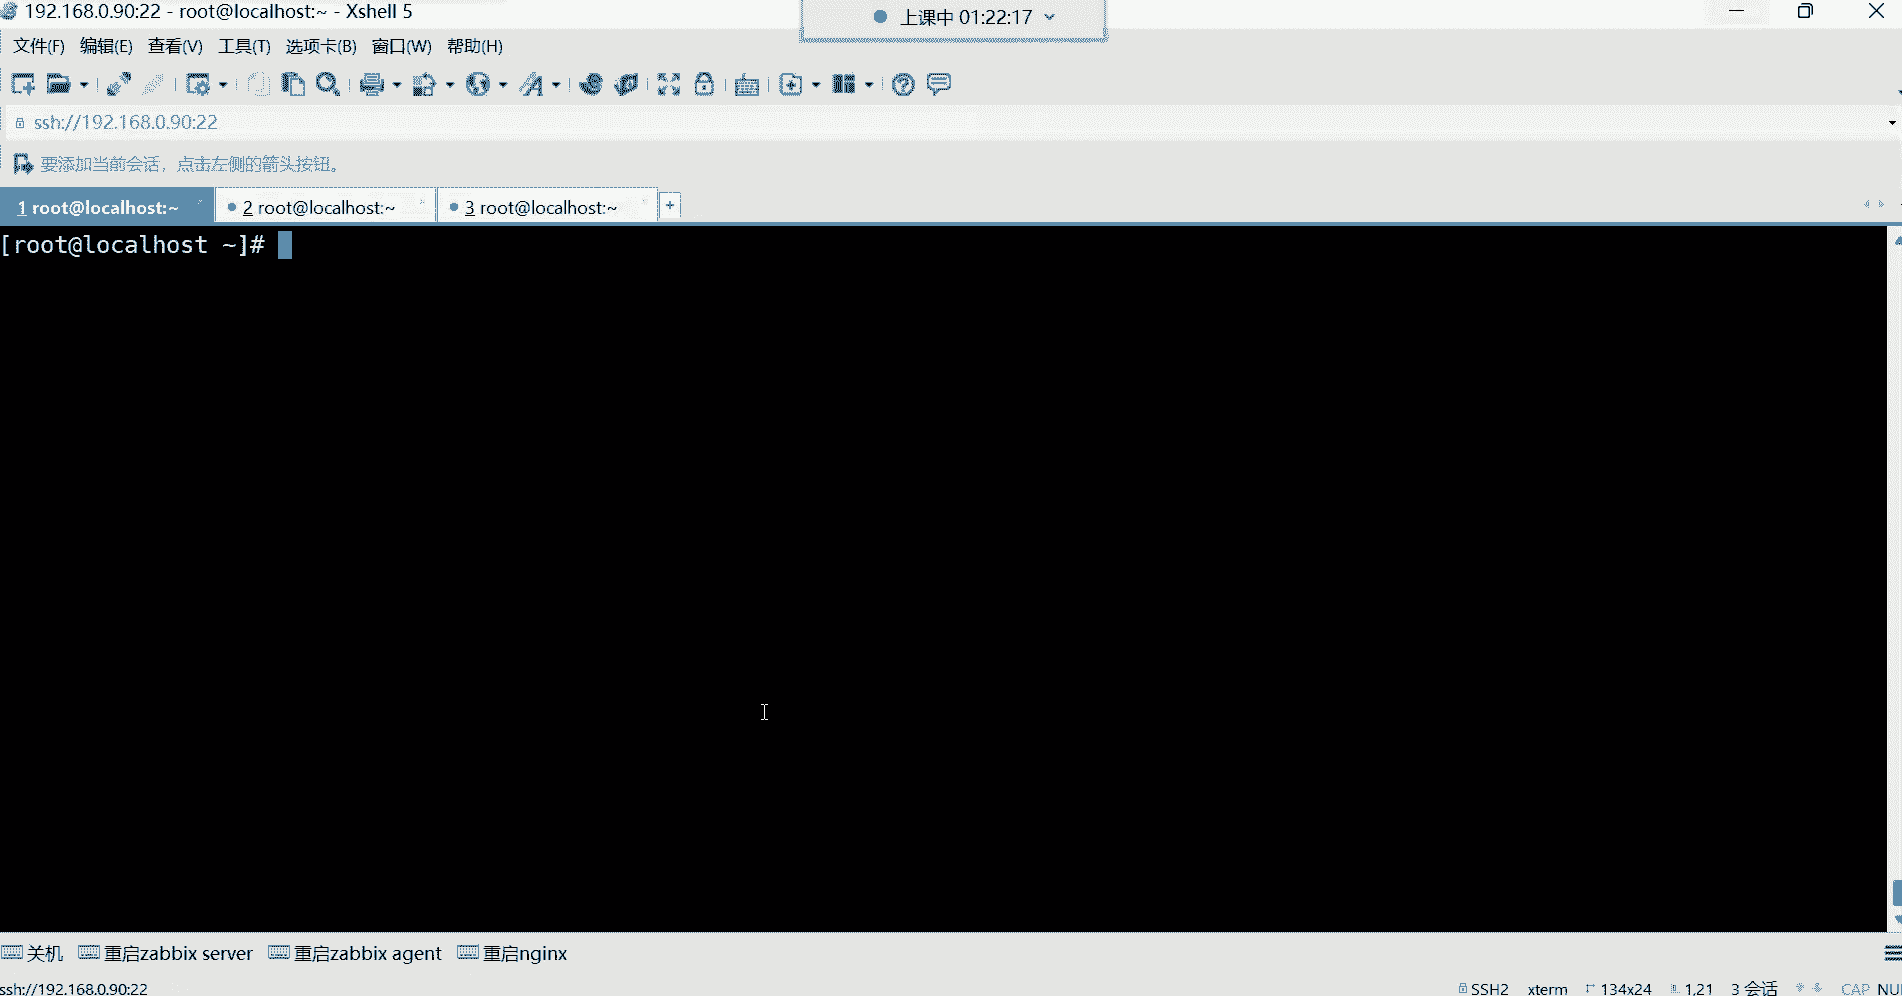 192.168.0.90:22 - root@localhost:~ - Xshell 5
上课中 01:22:17
文件(F) 编辑(E) 查看(V) 工具(T) 选项卡(B) 窗口(W) 帮助(H)
ssh://192.168.0.90:22
要添加当前会话，点击左侧的箭头按钮。
1 root@localhost:~ 2 root@localhost:~ 3 root@localhost:~ +
[root@localhost ~]#
关机 重启zabbix server 重启zabbix agent 重启nginx
ssh://192.168.0.90:22 SSH2 xterm 134x24 1,21 3 会话 CAP